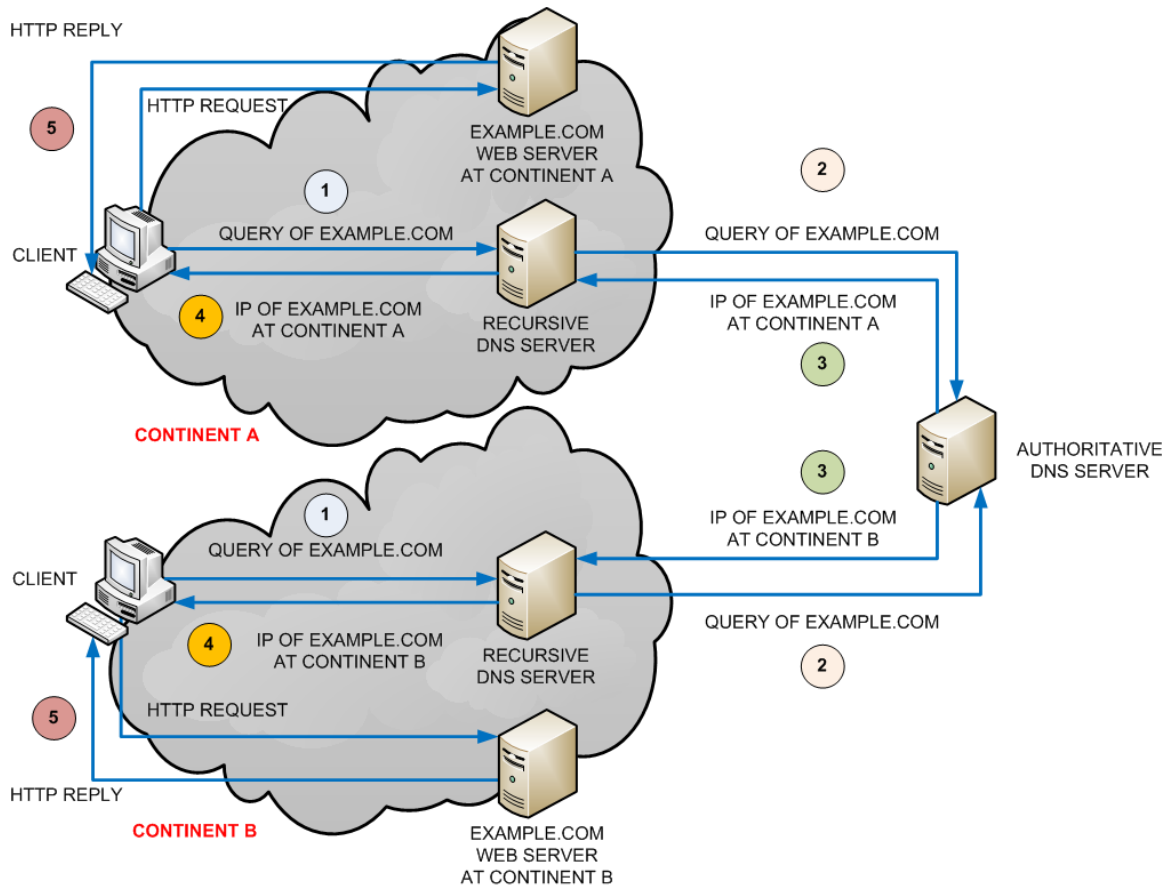 HTTP REPLY
HTTP REQUEST
5
EXAMPLE.COM
WEB SERVER
AT CONTINENT A
1
2
QUERY OF EXAMPLE.COM
QUERY OF EXAMPLE.COM
CLIENT
4
IP OF EXAMPLE.COM
AT CONTINENT A
RECURSIVE
DNS SERVER
IP OF EXAMPLE.COM
AT CONTINENT A
3
CONTINENT A
AUTHORITATIVE
DNS SERVER
3
1
IP OF EXAMPLE.COM
AT CONTINENT B
QUERY OF EXAMPLE.COM
CLIENT
4
IP OF EXAMPLE.COM
AT CONTINENT B
RECURSIVE
DNS SERVER
QUERY OF EXAMPLE.COM
2
HTTP REQUEST
5
HTTP REPLY
CONTINENT B
EXAMPLE.COM
WEB SERVER
AT CONTINENT B